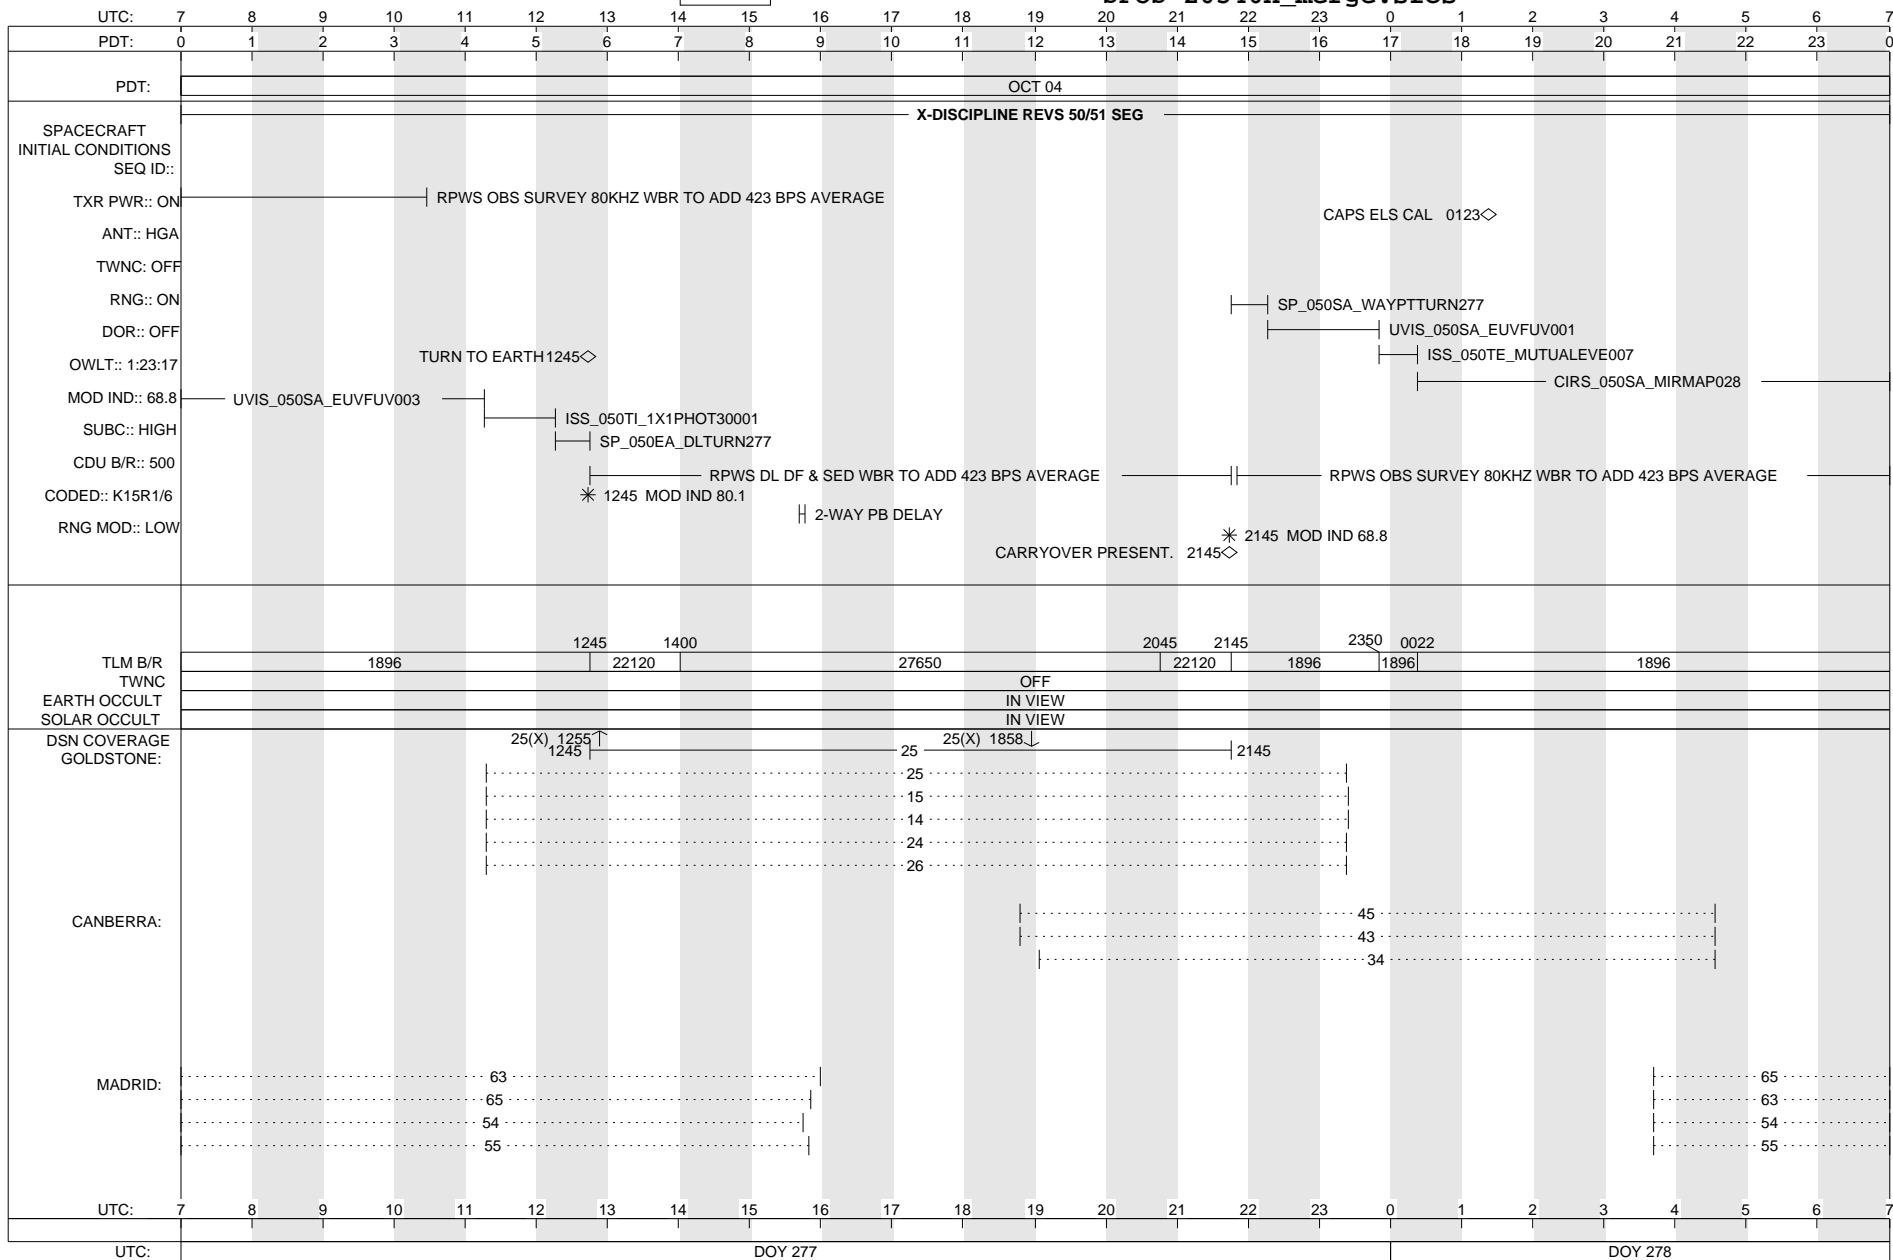 UTC: 7 8 9 10 11 12 13 14 15 16 17 18 19 20 21 22 23 0 1 2 3 4 5 6 7
PDT: 0 1 2 3 4 5 6 7 8 9 10 11 12 13 14 15 16 17 18 19 20 21 22 23 0
PDT: OCT 04
X-DISCIPLINE REVS 50/51 SEG
SPACECRAFT
INITIAL CONDITIONS
SEQ ID::
TXR PWR:: ON RPWS OBS SURVEY 80KHZ WBR TO ADD 423 BPS AVERAGE
CAPS ELS CAL 0123
ANT:: HGA
TWNC: OFF
RNG:: ON SP_050SA_WAYPTTURN277
DOR:: OFF UVIS_050SA_EUVFUV001
TURN TO EARTH 1245 ISS_050TE_MUTUALEVE007
OWLT:: 1:23:17
CIRS_050SA_MIRMAP028
MOD IND:: 68.8 UVIS_050SA_EUVFUV003
ISS_050TI_1X1PHOT30001
SUBC:: HIGH
SP_050EA_DLTURN277
CDU B/R:: 500
RPWS DL DF & SED WBR TO ADD 423 BPS AVERAGE RPWS OBS SURVEY 80KHZ WBR TO ADD 423 BPS AVERAGE
CODED:: K15R1/6 1245 MOD IND 80.1
2-WAY PB DELAY
RNG MOD:: LOW
2145 MOD IND 68.8
CARRYOVER PRESENT. 2145
1245 1400 2045 2145 2350 0022
TLM B/R 1896 22120 27650 22120 1896 1896 1896
TWNC OFF
EARTH OCCULT IN VIEW
SOLAR OCCULT IN VIEW
DSN COVERAGE 25(X) 1255 25(X) 1858
GOLDSTONE: 1245 25 2145
25
15
14
24
26
45
CANBERRA:
43
34
63 65
MADRID:
65 63
54 54
55 55
UTC: 7 8 9 10 11 12 13 14 15 16 17 18 19 20 21 22 23 0 1 2 3 4 5 6 7
UTC: DOY 277 DOY 278